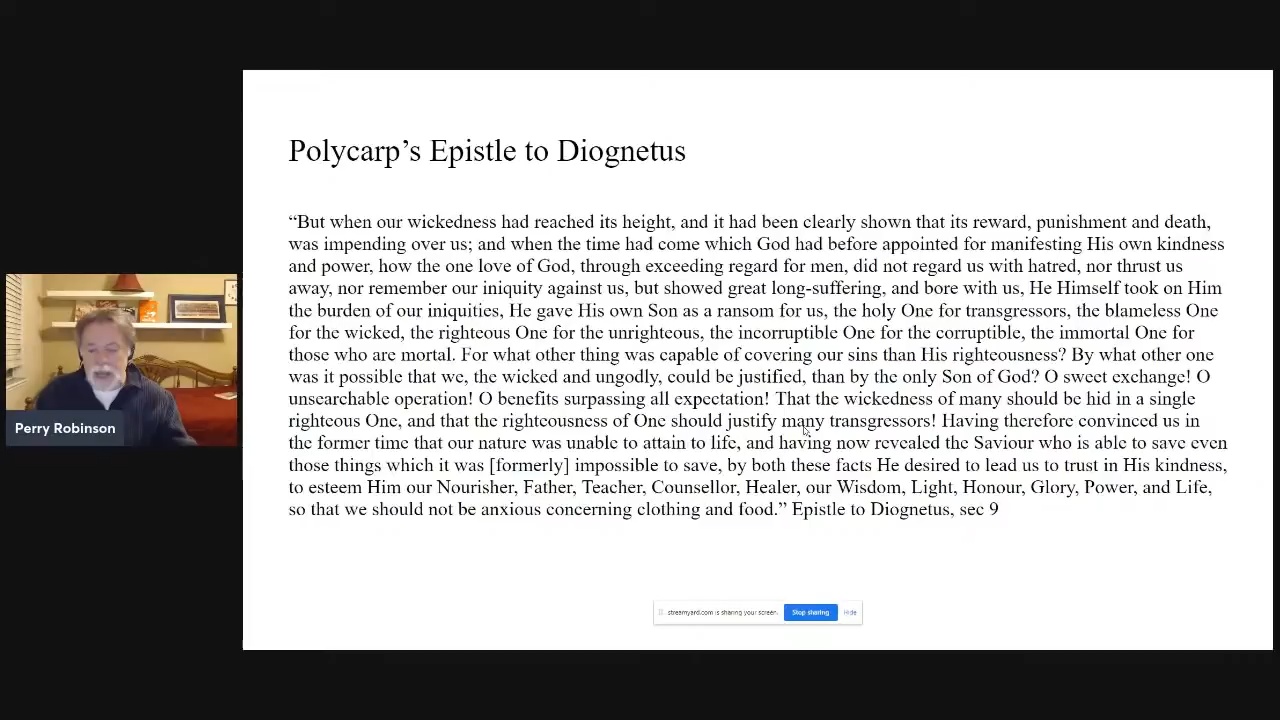 Polycarp’s Epistle to Diognetus
“But when our wickedness had reached its height, and it had been clearly shown that its reward, punishment and death,
was impending over us; and when the time had come which God had before appointed for manifesting His own kindness
and power, how the one love of God, through exceeding regard for men, did not regard us with hatred, nor thrust us
away, nor remember our iniquity against us, but showed great long-suffering, and bore with us, He Himself took on Him
the burden of our iniquities, He gave His own Son as a ransom for us, the holy One for transgressors, the blameless One
for the wicked, the righteous One for the unrighteous, the incorruptible One for the corruptible, the immortal One for
those who are mortal. For what other thing was capable of covering our sins than His righteousness? By what other one
was it possible that we, the wicked and ungodly, could be justified, than by the only Son of God? O sweet exchange! O
unsearchable operation! O benefits surpassing all expectation! That the wickedness of many should be hid in a single
righteous One, and that the righteousness of One should justify many transgressors! Having therefore convinced us in
the former time that our nature was unable to attain to life, and having now revealed the Saviour who is able to save even
those things which it was [formerly] impossible to save, by both these facts He desired to lead us to trust in His kindness,
to esteem Him our Nourisher, Father, Teacher, Counsellor, Healer, our Wisdom, Light, Honour, Glory, Power, and Life,
so that we should not be anxious concerning clothing and food.” Epistle to Diognetus, sec 9
Perry Robinson
streamyard.com is sharing your screen. Stop sharing Hide